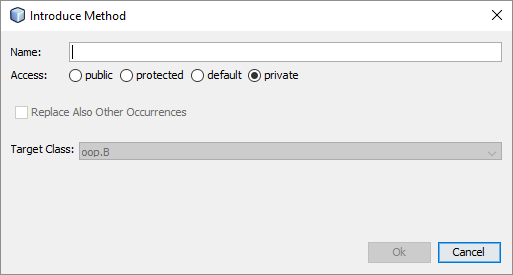 Introduce Method
Name:
Access: public protected default private
Replace Also Other Occurrences
Target Class: oop.B
Ok Cancel